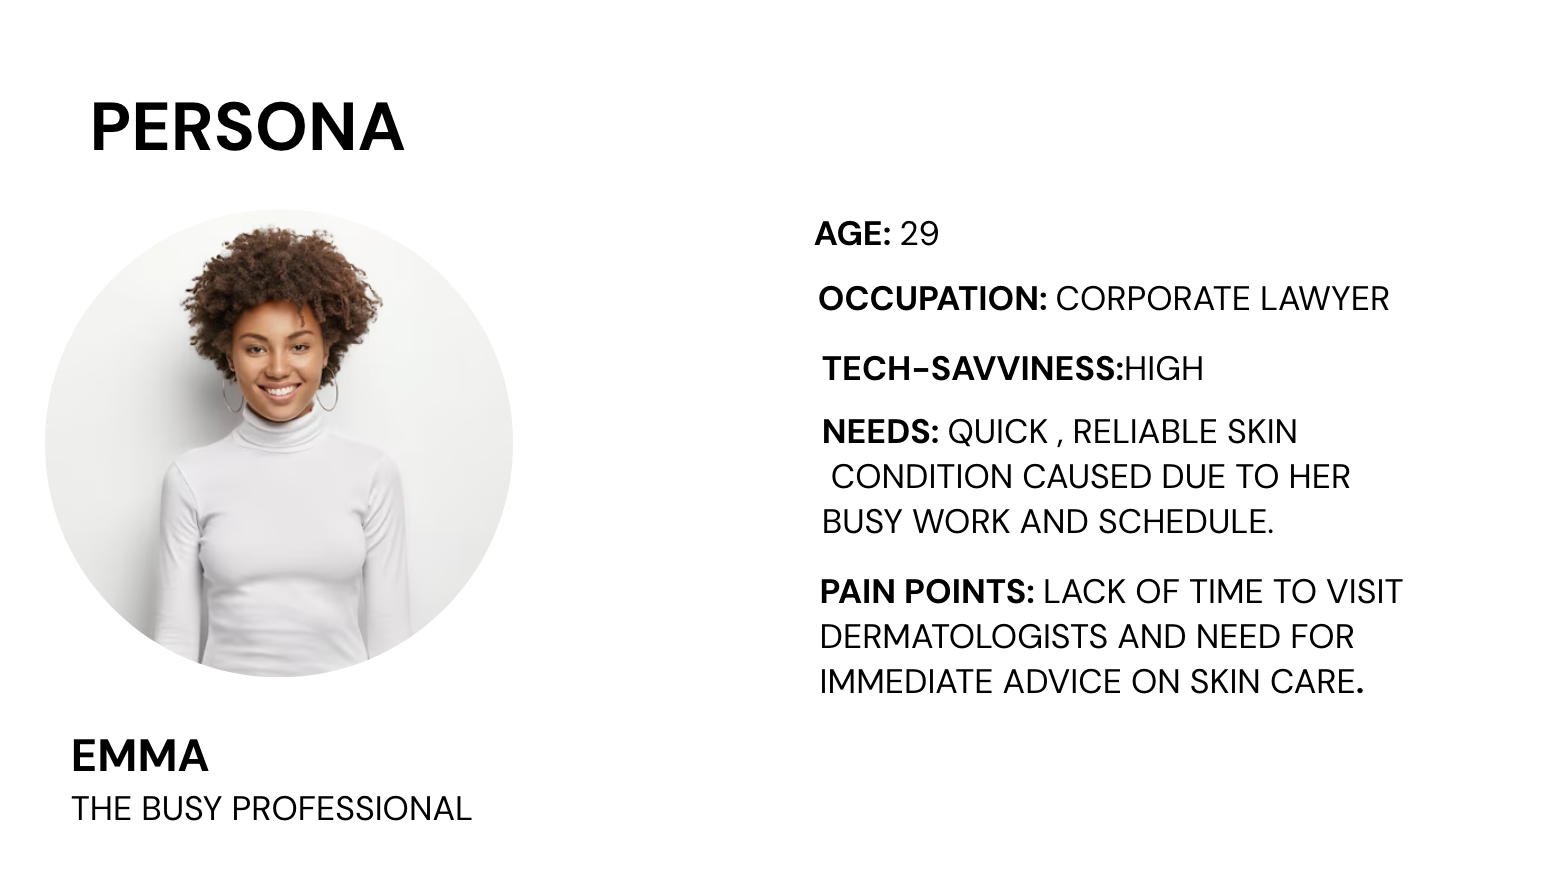 PERSONA
AGE: 29
OCCUPATION: CORPORATE LAWYER
TECH-SAVVINESS:HIGH
NEEDS: QUICK , RELIABLE SKIN
CONDITION CAUSED DUE TO HER
BUSY WORK AND SCHEDULE.
PAIN POINTS: LACK OF TIME TO VISIT
DERMATOLOGISTS AND NEED FOR
IMMEDIATE ADVICE ON SKIN CARE.
EMMA
THE BUSY PROFESSIONAL